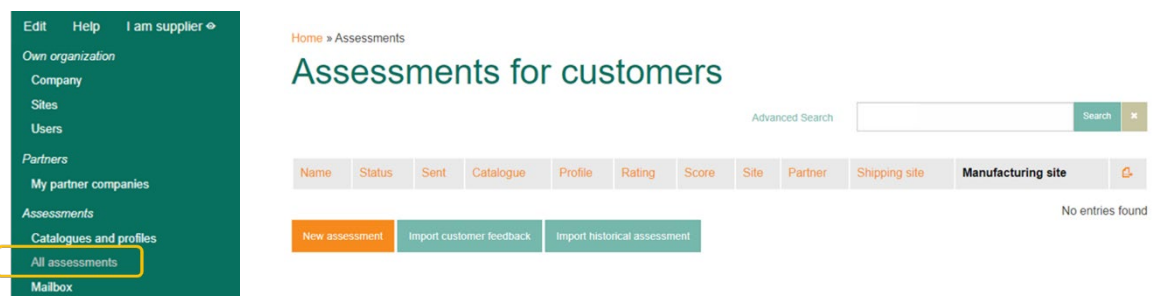 Edit Help I am supplier
Own organization
Company
Sites
Users
Partners
My partner companies
Assessments
Catalogues and profiles
All assessments
Mailbox
Home » Assessments
Assessments for customers
Advanced Search Search ×
Name Status Sent Catalogue Profile Rating Score Site Partner Shipping site Manufacturing site
No entries found
New assessment Import customer feedback Import historical assessment